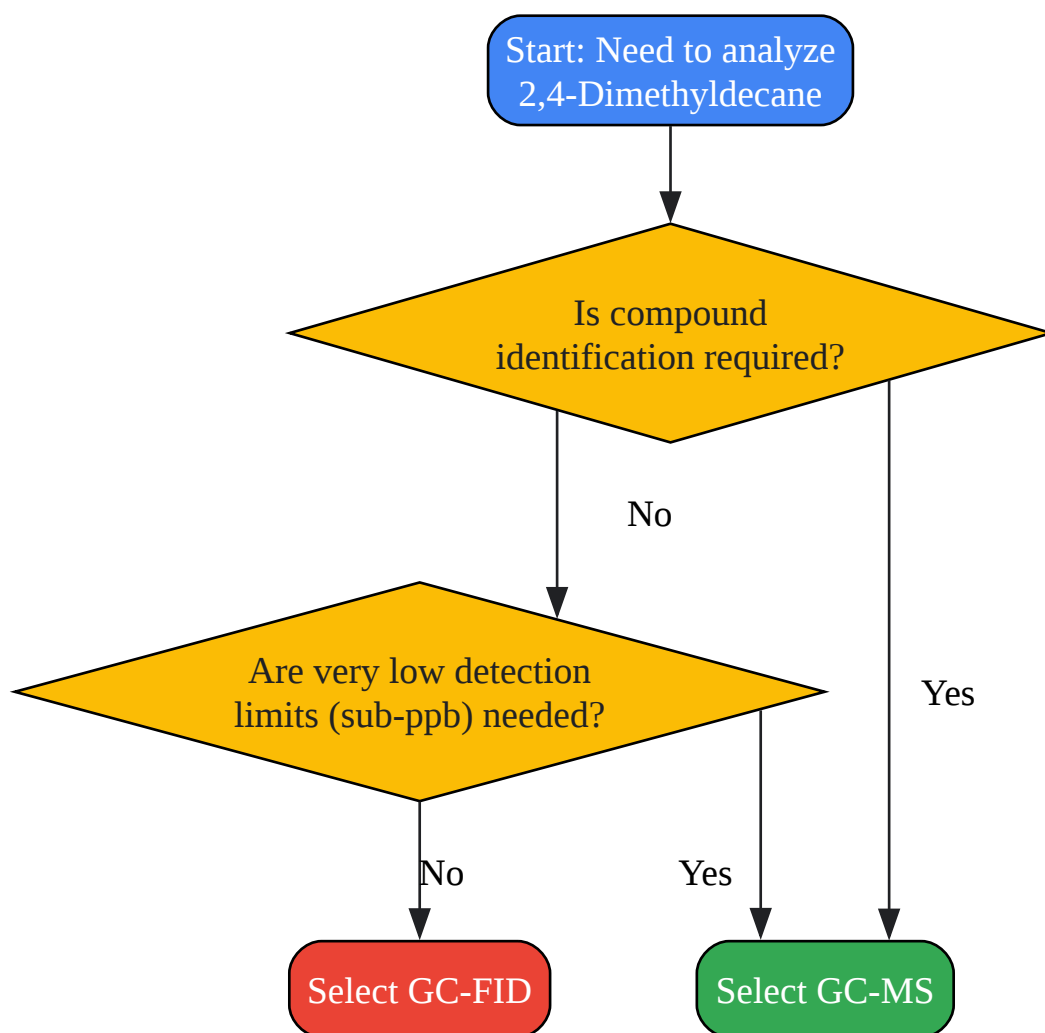 Start: Need to analyze
2,4-Dimethyldecane
Is compound
identification required?
No
Are very low detection
limits (sub-ppb) needed?
Yes
No
Yes
Select GC-FID
Select GC-MS